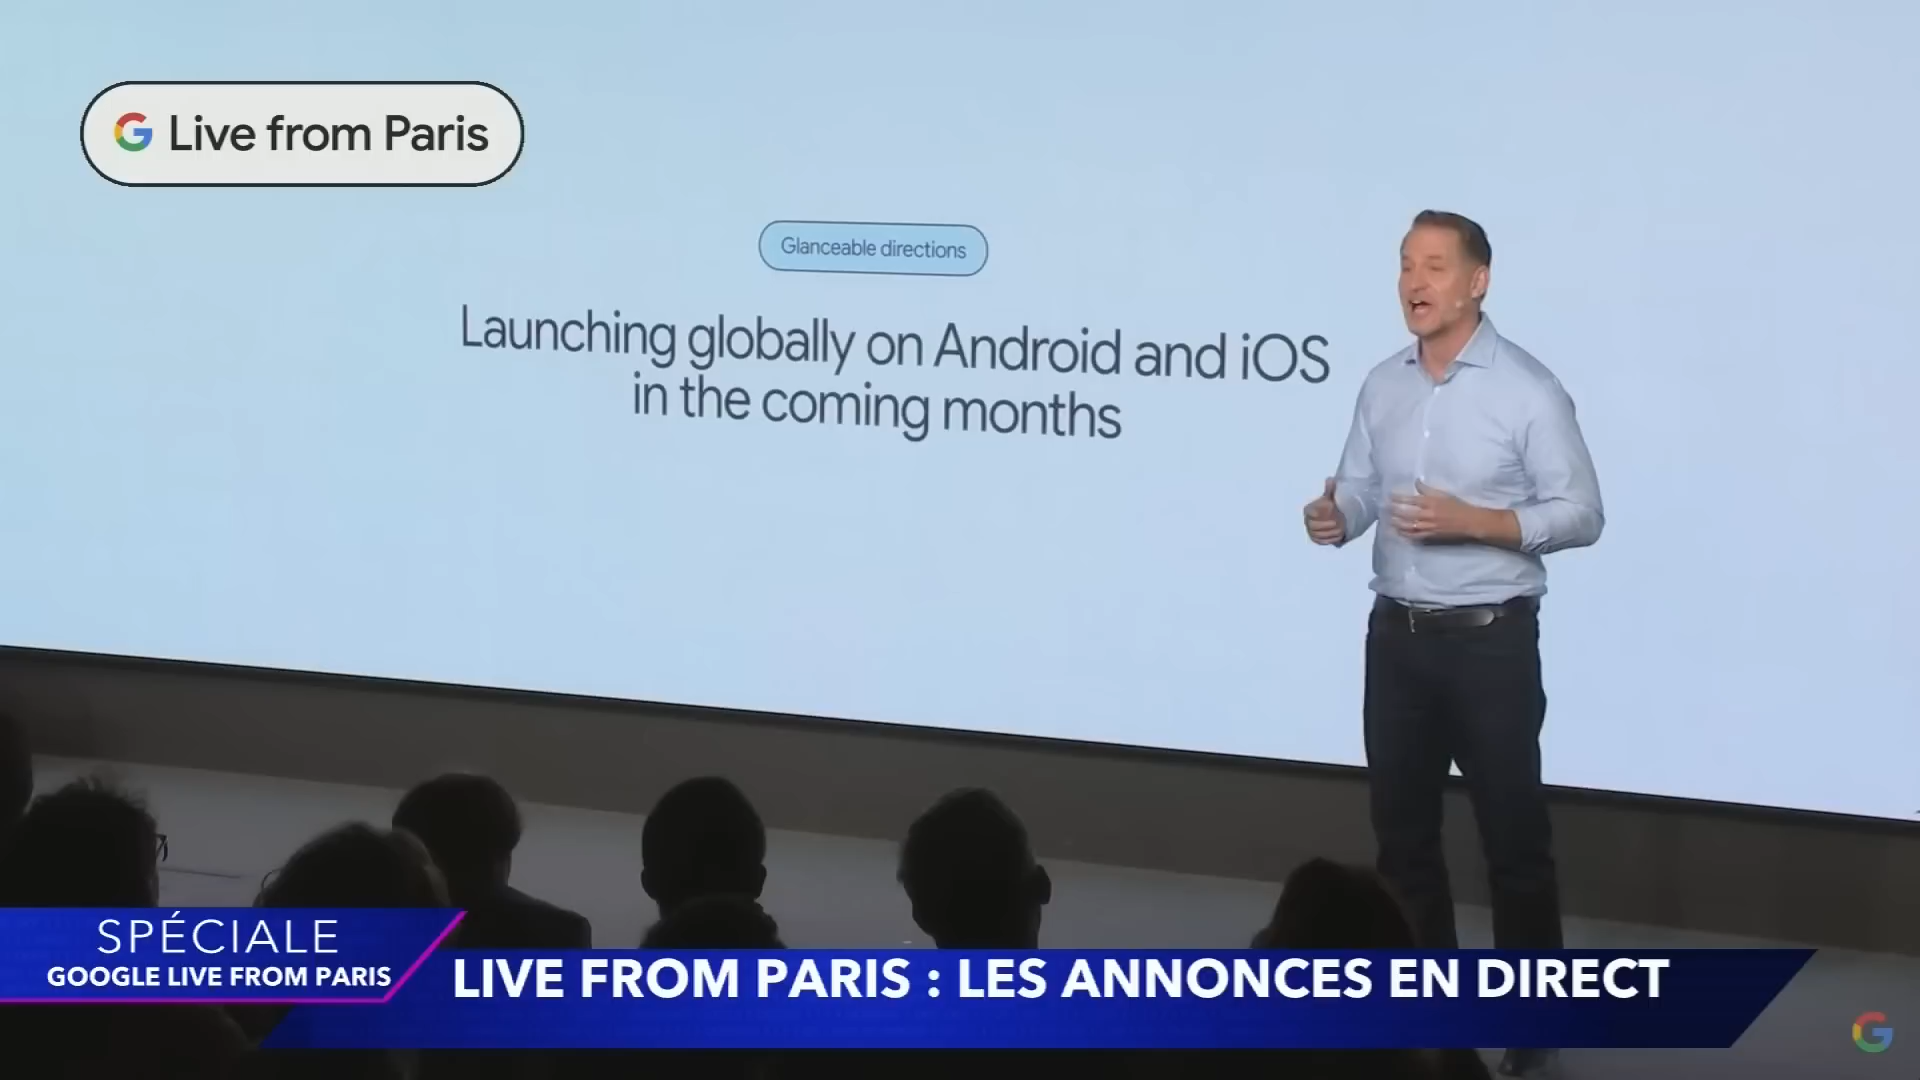 Live from Paris
Glanceable directions
Launching globally on Android and iOS
in the coming months
SPÉCIALE
GOOGLE LIVE FROM PARIS
LIVE FROM PARIS : LES ANNONCES EN DIRECT